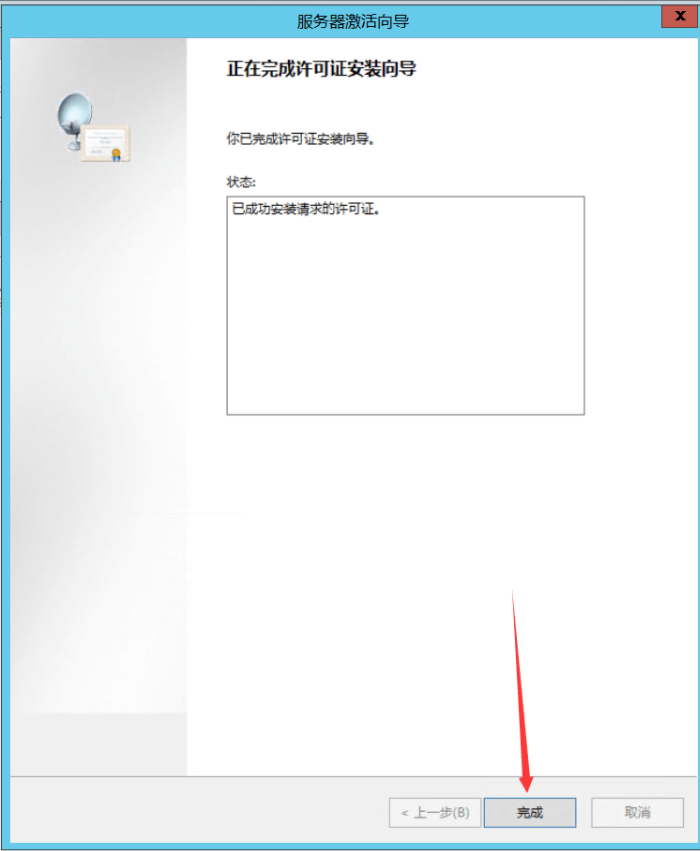 服务器激活向导
x
正在完成许可证安装向导
你已完成许可证安装向导。
状态:
已成功安装请求的许可证。
< 上一步(B)
完成
取消